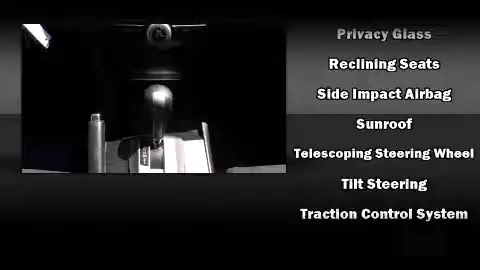 Privacy Glass
Reclining Seats
Side Impact Airbag
Sunroof
Telescoping Steering Wheel
Tilt Steering
Traction Control System